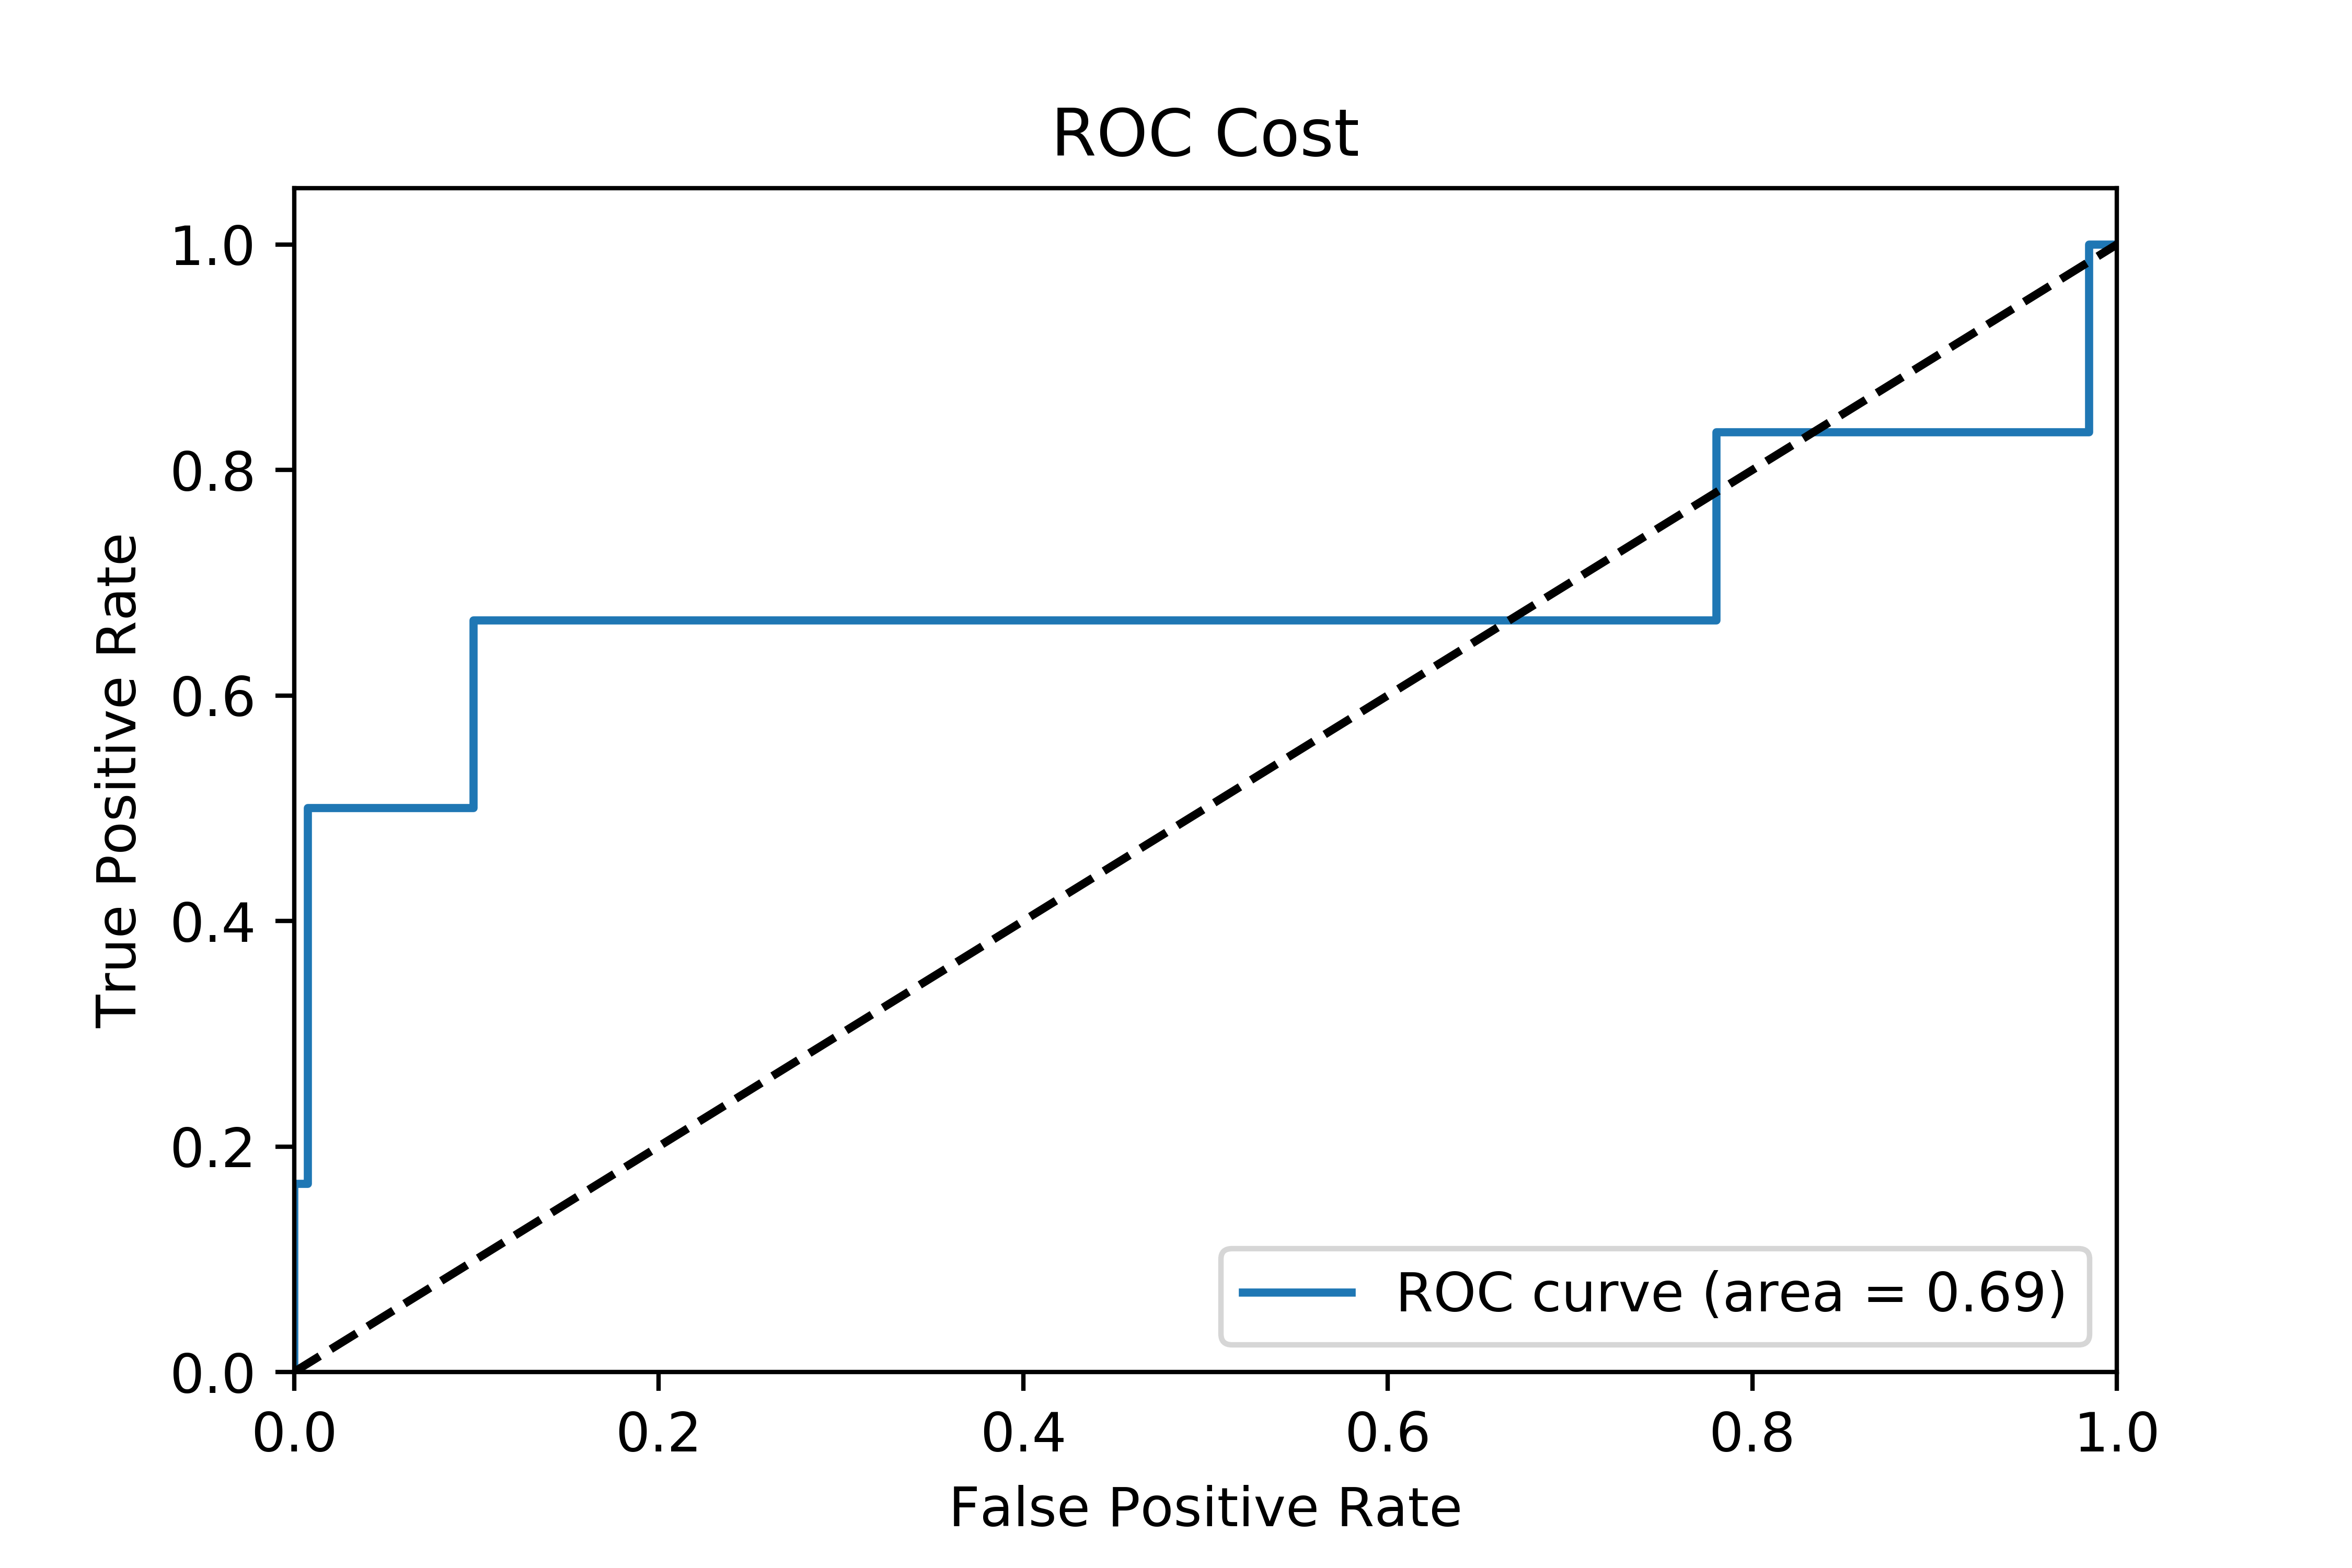 ROC Cost
1.0
0.8
0.6
0.4
0.2
0.0
True Positive Rate
ROC curve (area = 0.69)
0.0 0.2 0.4 0.6 0.8 1.0
False Positive Rate